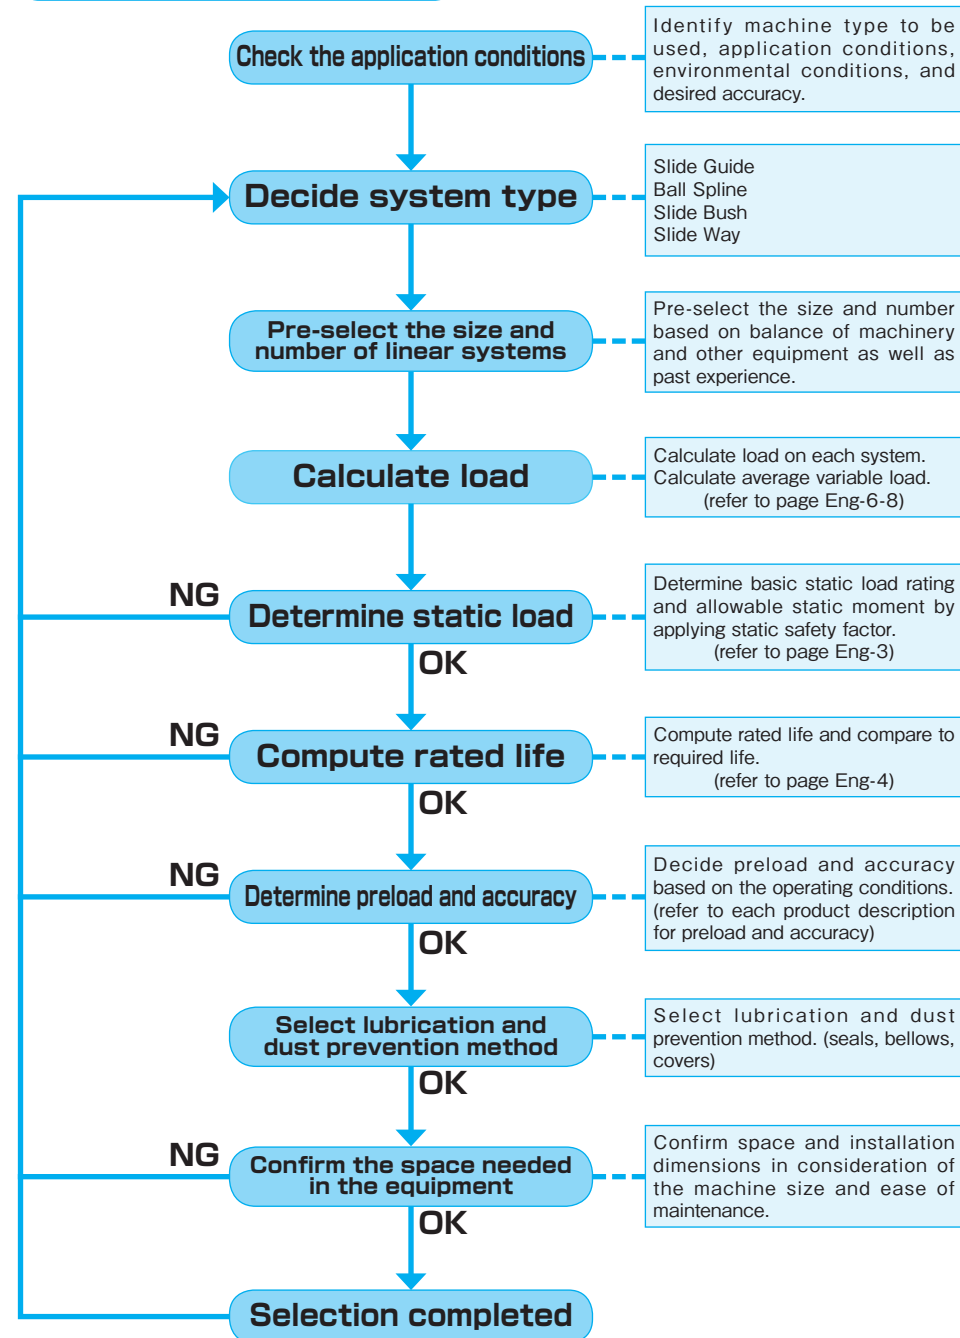 Check the application conditions
Identify machine type to be
used, application conditions,
environmental conditions, and
desired accuracy.
Decide system type
Slide Guide
Ball Spline
Slide Bush
Slide Way
Pre-select the size and
number of linear systems
Pre-select the size and number
based on balance of machinery
and other equipment as well as
past experience.
Calculate load
Calculate load on each system.
Calculate average variable load.
(refer to page Eng-6-8)
NG
Determine static load
OK
Determine basic static load rating
and allowable static moment by
applying static safety factor.
(refer to page Eng-3)
NG
Compute rated life
OK
Compute rated life and compare to
required life.
(refer to page Eng-4)
NG
Determine preload and accuracy
OK
Decide preload and accuracy
based on the operating conditions.
(refer to each product description
for preload and accuracy)
Select lubrication and
dust prevention method
OK
Select lubrication and dust
prevention method. (seals, bellows,
covers)
NG
Confirm the space needed
in the equipment
OK
Confirm space and installation
dimensions in consideration of
the machine size and ease of
maintenance.
Selection completed